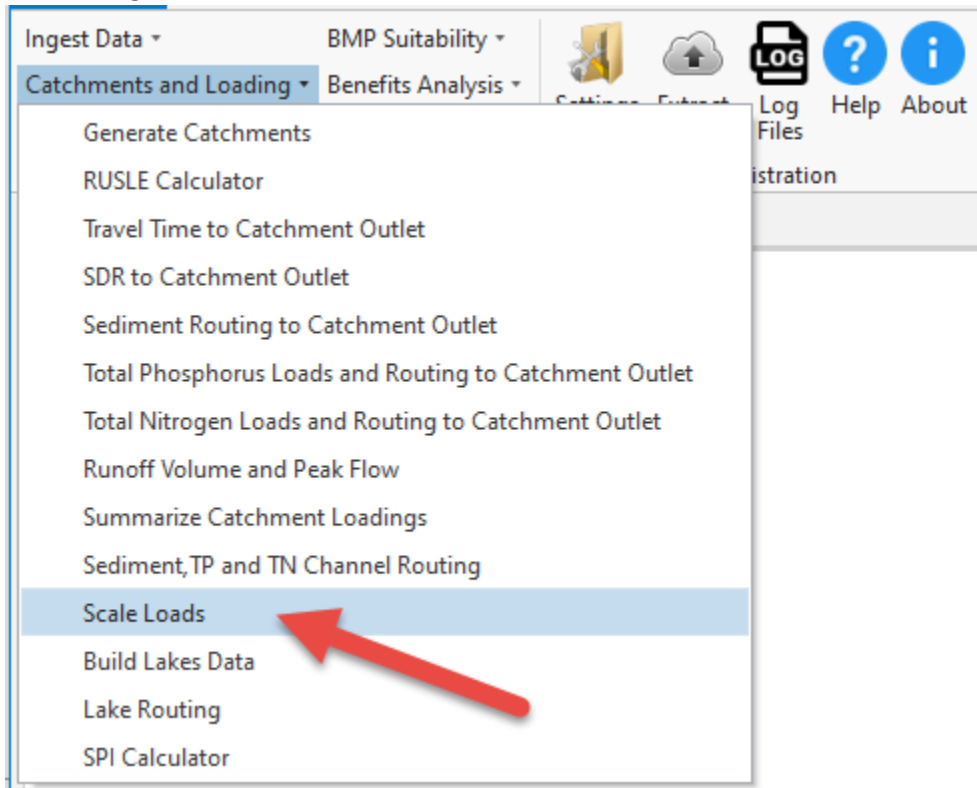 Ingest Data
BMP Suitability
Catchments and Loading
Benefits Analysis
LOG
?
i
Settings
Extract
Log
Files
Help
About
Generate Catchments
RUSLE Calculator
Travel Time to Catchment Outlet
SDR to Catchment Outlet
Sediment Routing to Catchment Outlet
Total Phosphorus Loads and Routing to Catchment Outlet
Total Nitrogen Loads and Routing to Catchment Outlet
Runoff Volume and Peak Flow
Summarize Catchment Loadings
Sediment,TP and TN Channel Routing
Scale Loads
Build Lakes Data
Lake Routing
SPI Calculator
istration